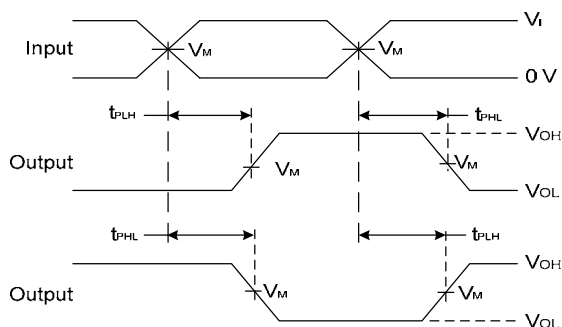 VI
Input VM VM
0 V
tPLH tPHL
VOH
Output VM VM
VOL
tPHL tPLH
VOH
Output VM VM
VOL